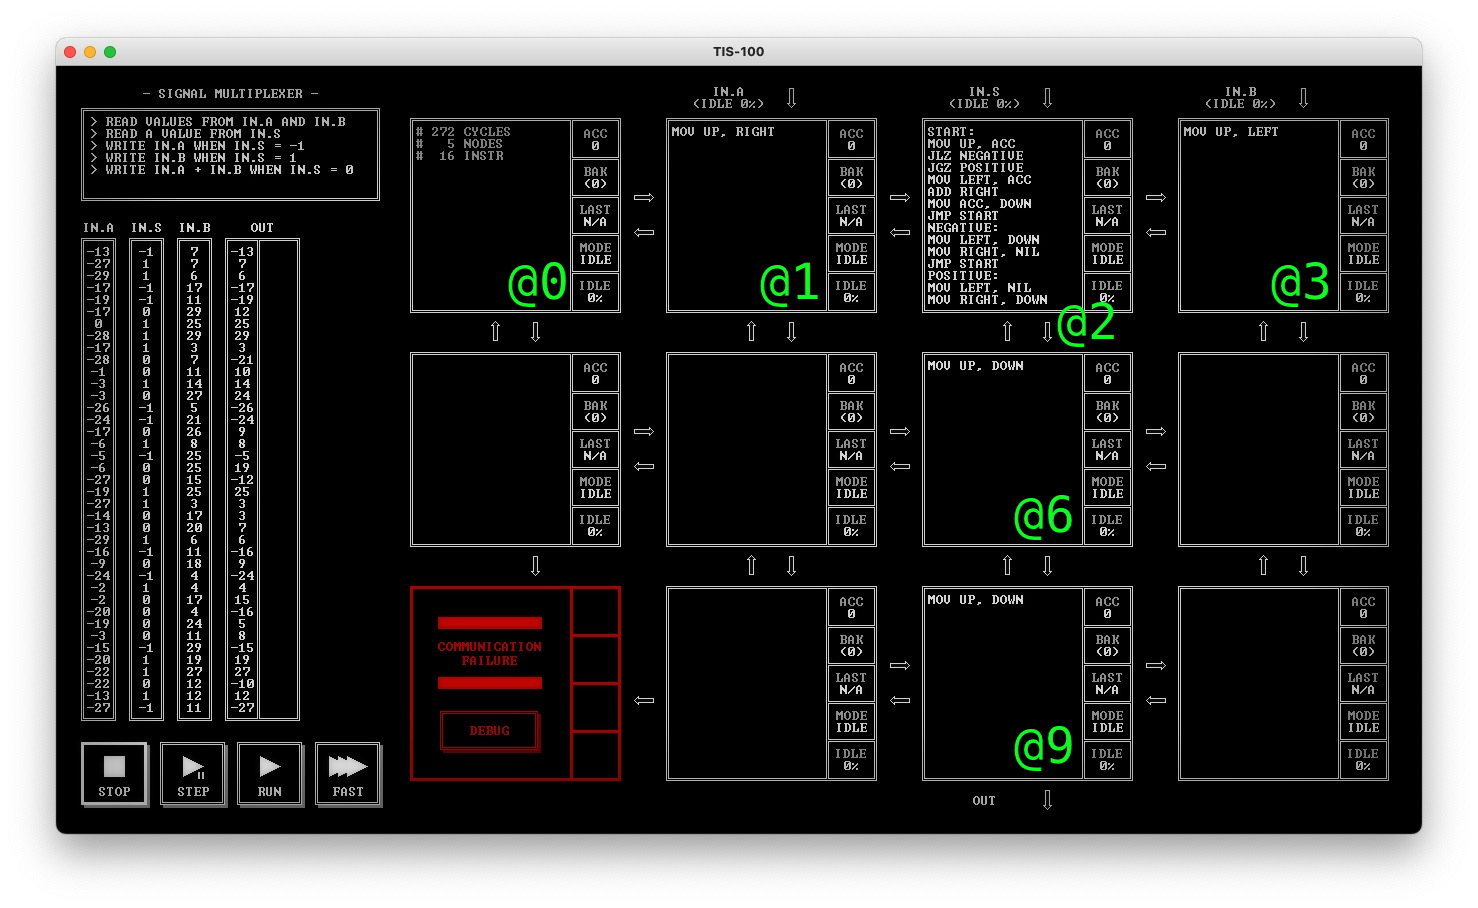 TIS-100
- SIGNAL MULTIPLEXER -
> READ VALUES FROM IN.A AND IN.B
> READ A VALUE FROM IN.S
> WRITE IN.A WHEN IN.S = -1
> WRITE IN.B WHEN IN.S = 1
> WRITE IN.A + IN.B WHEN IN.S = 0
IN.A IN.S IN.B OUT
-13 -1 7 -13
-27 1 7 7
-29 1 6 6
-17 -1 17 -17
-19 -1 11 -19
-17 0 29 12
0 1 25 25
-28 1 29 29
-17 1 3 3
-28 0 7 -21
-1 0 11 10
-3 1 14 14
-3 0 27 24
-26 -1 5 -26
-24 -1 21 -24
-17 0 26 9
-6 1 8 8
-5 -1 25 -5
-6 0 25 19
-27 0 15 -12
-19 1 25 25
-27 1 3 3
-14 0 17 3
-13 0 20 7
-29 1 6 6
-16 -1 11 -16
-9 0 18 9
-24 -1 4 -24
-2 1 4 4
-2 0 17 15
-20 0 4 -16
-19 0 24 5
-3 0 11 8
-15 -1 29 -15
-20 1 19 19
-22 1 27 27
-22 0 12 -10
-13 1 12 12
-27 -1 11 -27
STOP
STEP
RUN
FAST
# 272 CYCLES
# 5 NODES
# 16 INSTR
ACC
0
BAK
(0)
LAST
N/A
MODE
IDLE
IDLE
0%
@0
IN.A
(IDLE 0%)
MOV UP, RIGHT
ACC
0
BAK
(0)
LAST
N/A
MODE
IDLE
IDLE
0%
@1
IN.S
(IDLE 0%)
START:
MOV UP, ACC
JLZ NEGATIVE
JGZ POSITIVE
MOV LEFT, ACC
ADD RIGHT
MOV ACC, DOWN
JMP START
NEGATIVE:
MOV LEFT, DOWN
MOV RIGHT, NIL
JMP START
POSITIVE:
MOV LEFT, NIL
MOV RIGHT, DOWN
ACC
0
BAK
(0)
LAST
N/A
MODE
IDLE
IDLE
0%
@2
IN.B
(IDLE 0%)
MOV UP, LEFT
ACC
0
BAK
(0)
LAST
N/A
MODE
IDLE
IDLE
0%
@3
ACC
0
BAK
(0)
LAST
N/A
MODE
IDLE
IDLE
0%
ACC
0
BAK
(0)
LAST
N/A
MODE
IDLE
IDLE
0%
MOV UP, DOWN
ACC
0
BAK
(0)
LAST
N/A
MODE
IDLE
IDLE
0%
@6
ACC
0
BAK
(0)
LAST
N/A
MODE
IDLE
IDLE
0%
COMMUNICATION
FAILURE
DEBUG
ACC
0
BAK
(0)
LAST
N/A
MODE
IDLE
IDLE
0%
MOV UP, DOWN
ACC
0
BAK
(0)
LAST
N/A
MODE
IDLE
IDLE
0%
@9
ACC
0
BAK
(0)
LAST
N/A
MODE
IDLE
IDLE
0%
OUT